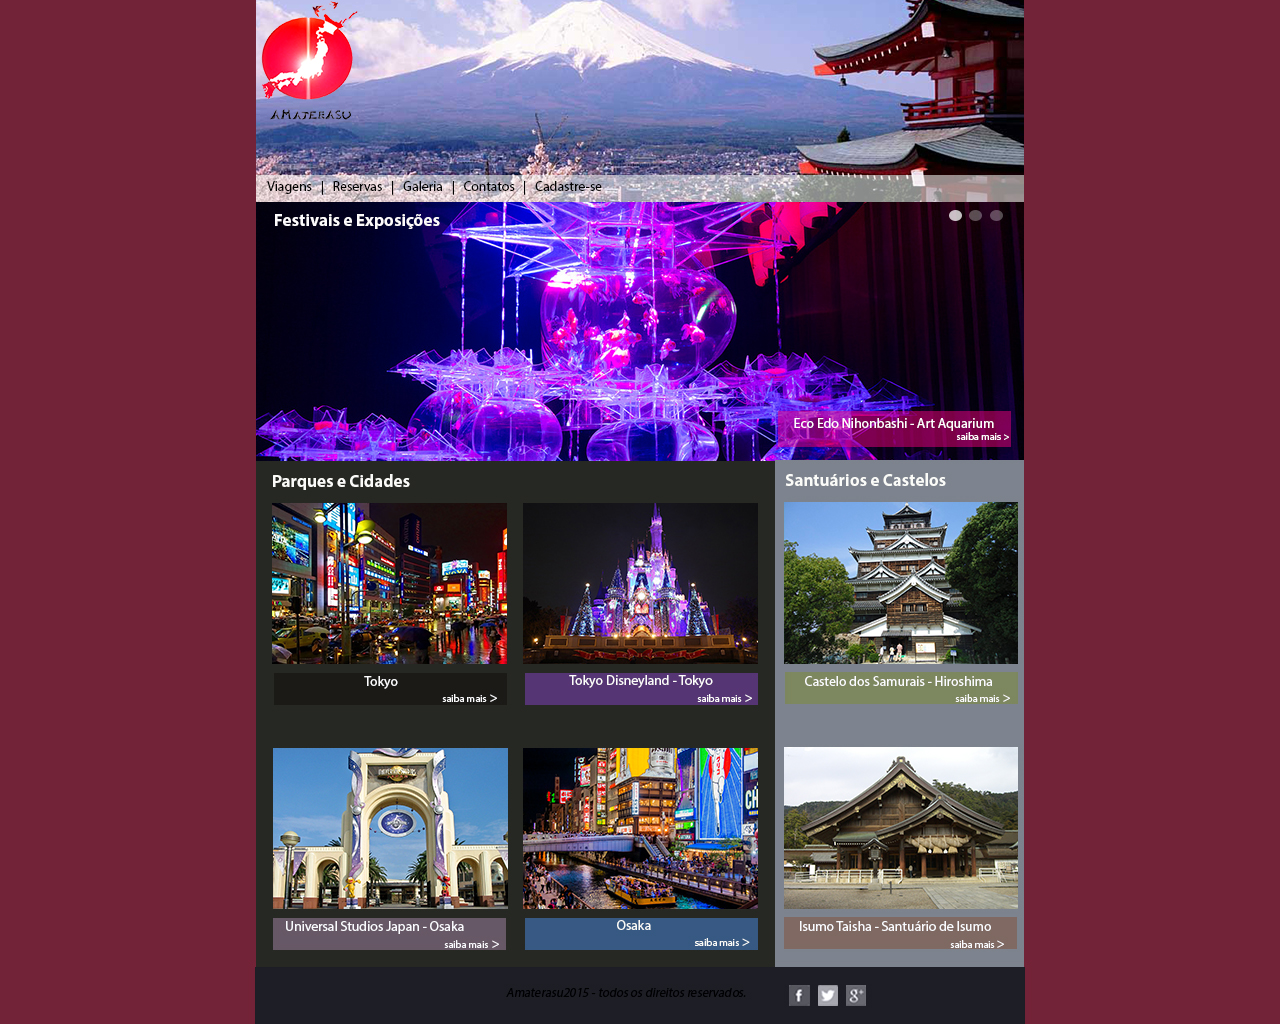 AMATERASU
Viagens | Reservas | Galeria | Contatos | Cadastre-se
Festivais e Exposições
Eco Edo Nihonbashi - Art Aquarium
saiba mais >
Parques e Cidades
Santuários e Castelos
Tokyo
saiba mais >
Tokyo Disneyland - Tokyo
saiba mais >
Castelo dos Samurais - Hiroshima
saiba mais >
Universal Studios Japan - Osaka
saiba mais >
Osaka
saiba mais >
Isumo Taisha - Santuário de Isumo
saiba mais >
Amaterasu2015 - todos os direitos reservados.
f
g+